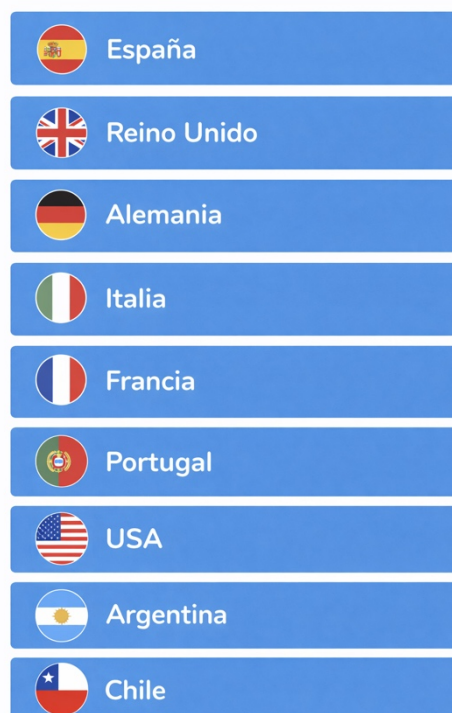 España
Reino Unido
Alemania
Italia
Francia
Portugal
USA
Argentina
Chile